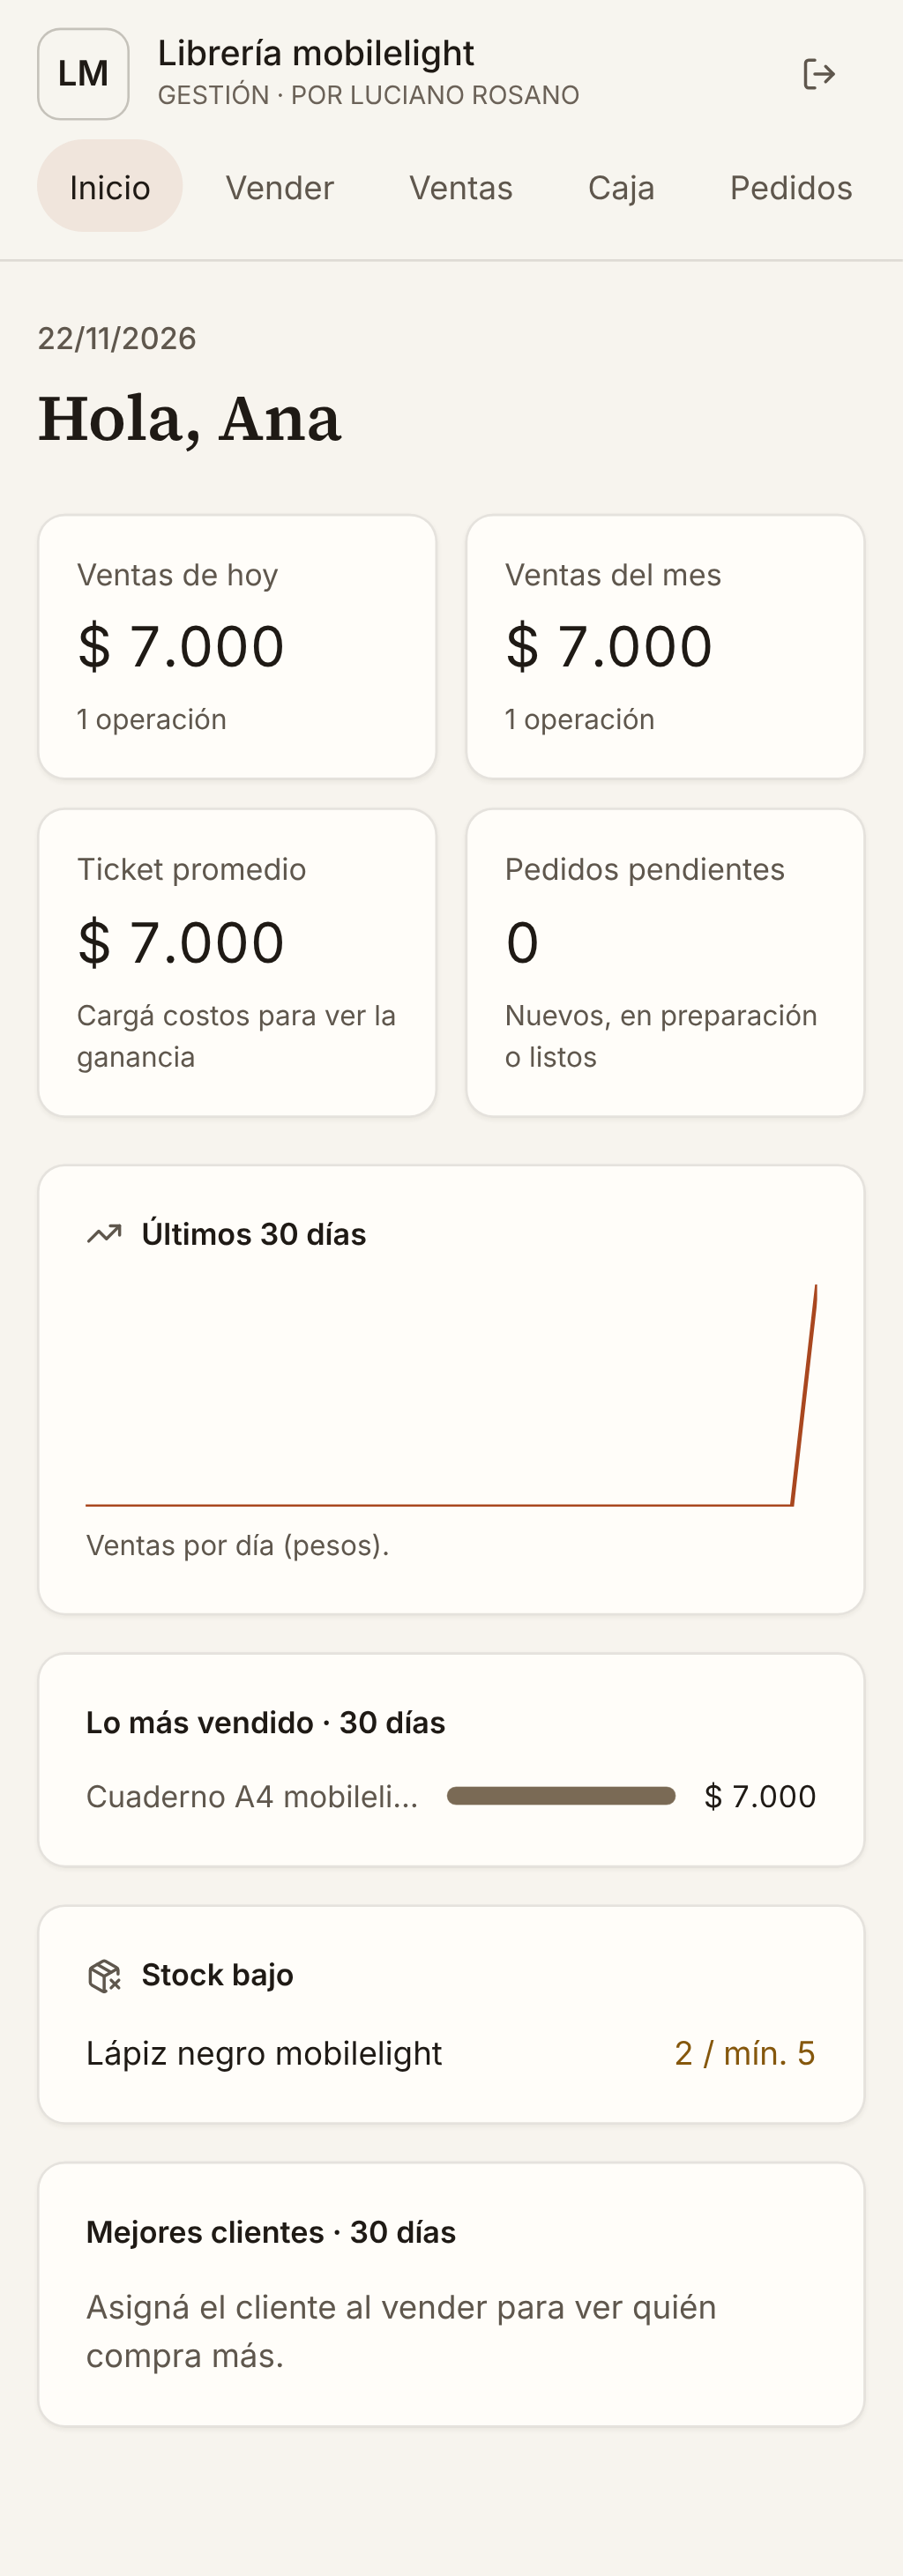 LM
Librería mobilelight
GESTIÓN · POR LUCIANO ROSANO
Inicio
Vender
Ventas
Caja
Pedidos
22/11/2026
Hola, Ana
Ventas de hoy
$ 7.000
1 operación
Ventas del mes
$ 7.000
1 operación
Ticket promedio
$ 7.000
Cargá costos para ver la
ganancia
Pedidos pendientes
0
Nuevos, en preparación
o listos
Últimos 30 días
Ventas por día (pesos).
Lo más vendido · 30 días
Cuaderno A4 mobileli...
$ 7.000
Stock bajo
Lápiz negro mobilelight
2 / mín. 5
Mejores clientes · 30 días
Asigná el cliente al vender para ver quién
compra más.